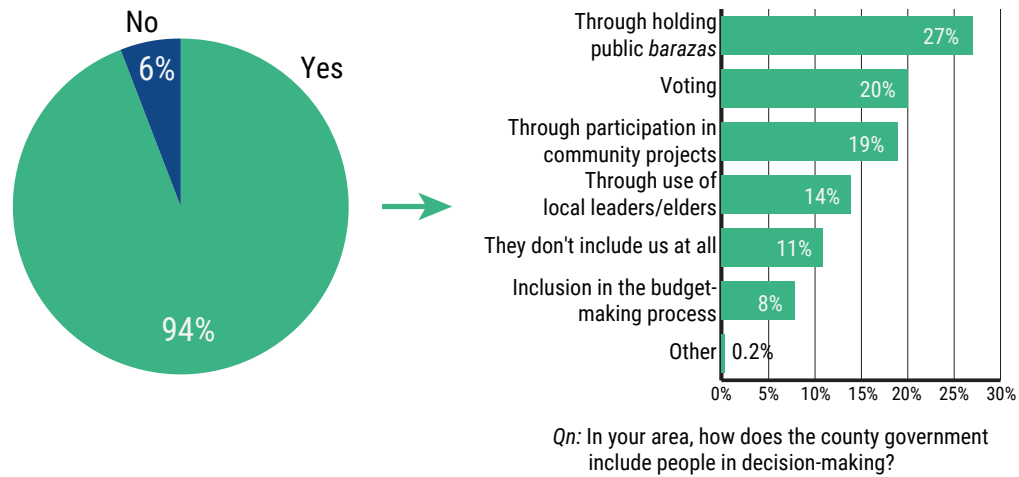 No
6%
Yes
94%
Through holding
public barazas
27%
Voting
20%
Through participation in
community projects
19%
Through use of
local leaders/elders
14%
They don't include us at all
11%
Inclusion in the budget-
making process
8%
Other
0.2%
0% 5% 10% 15% 20% 25% 30%
Qn: In your area, how does the county government
include people in decision-making?